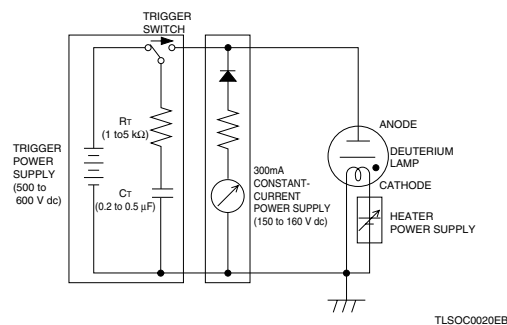 TRIGGER
SWITCH
RT
(1 to5 kΩ)
TRIGGER
POWER
SUPPLY
(500 to
600 V dc)
CT
(0.2 to 0.5 μF)
300mA
CONSTANT-
CURRENT
POWER SUPPLY
(150 to 160 V dc)
ANODE
DEUTERIUM
LAMP
CATHODE
HEATER
POWER SUPPLY
TLSOC0020EB